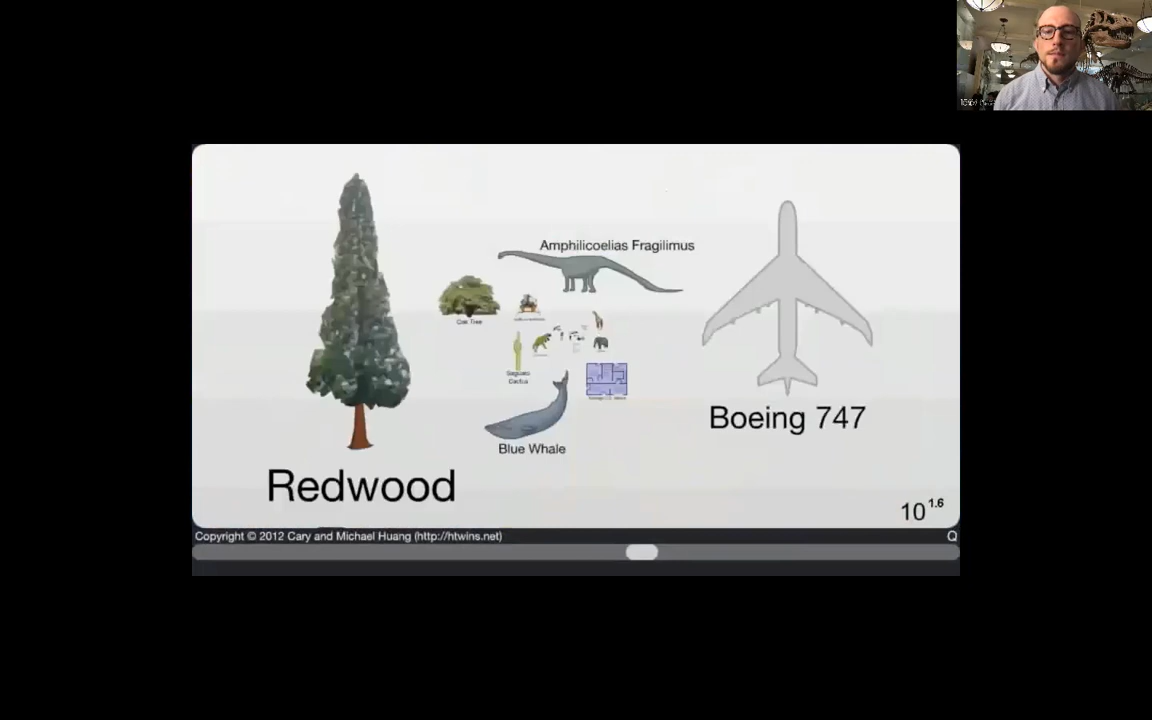 Amphilicoelias Fragilimus
Oak Tree
Saguaro
Cactus
Blue Whale
Boeing 747
Redwood
10^1.6
Copyright © 2012 Cary and Michael Huang (http://htwins.net)
Q